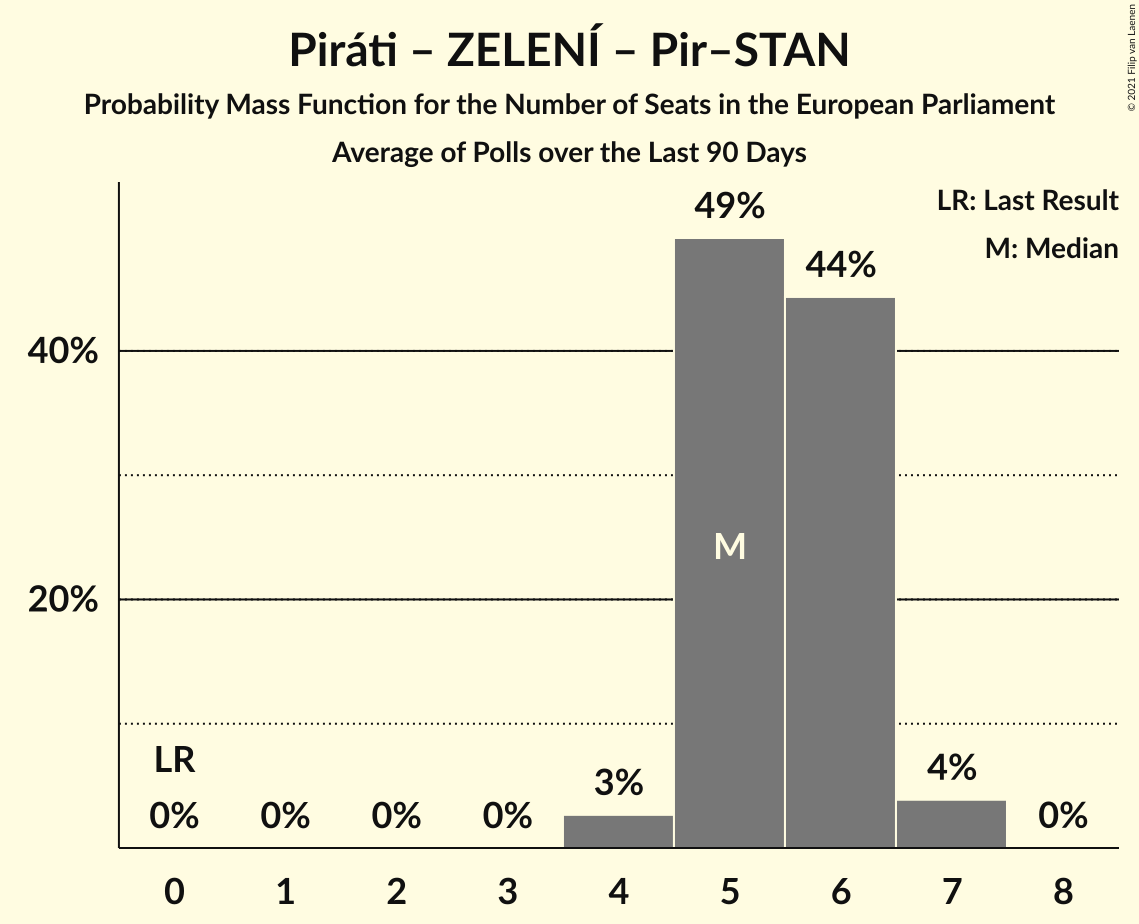 Piráti – ZELENÍ – Pir–STAN
Probability Mass Function for the Number of Seats in the European Parliament
Average of Polls over the Last 90 Days
© 2021 Filip van Laenen
LR: Last Result
M: Median
49%
44%
40%
M
20%
LR
0%
0%
0%
0%
3%
4%
0%
0
1
2
3
4
5
6
7
8